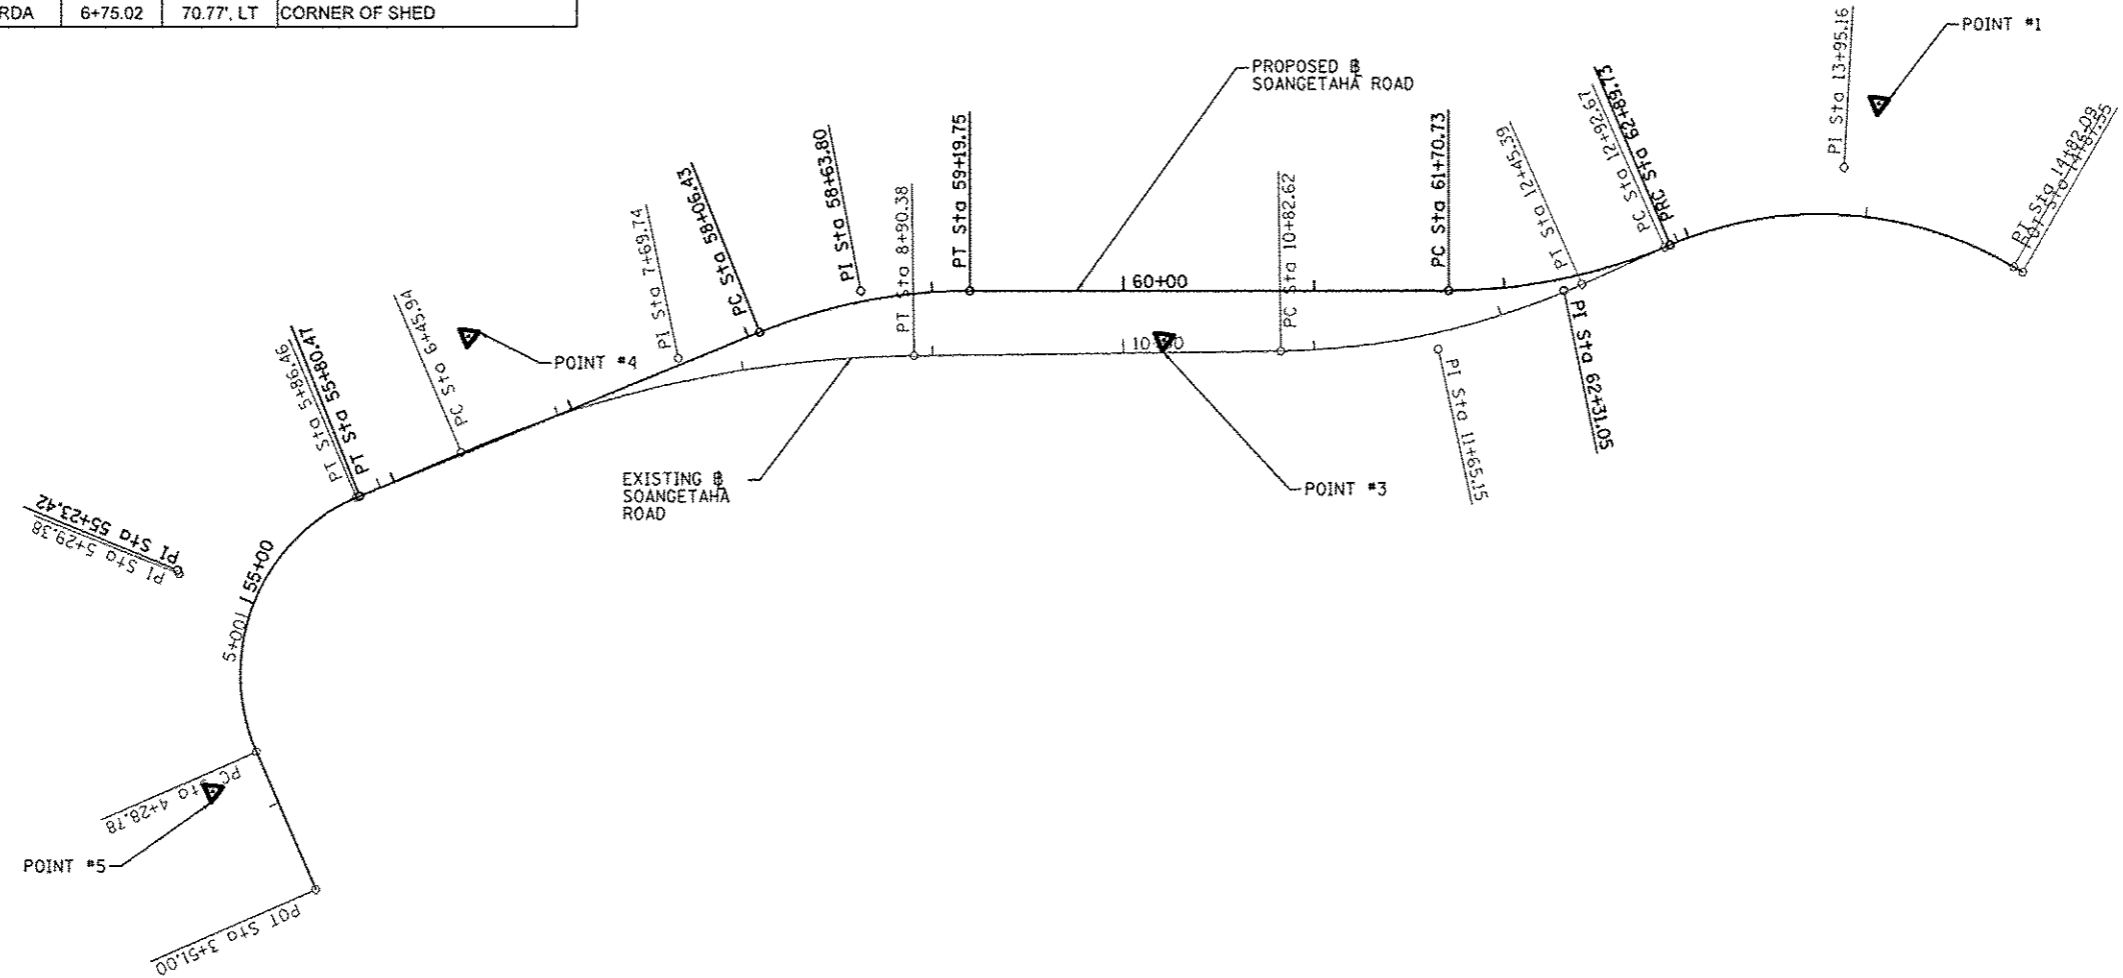 RDA 6+75.02 70.77', LT CORNER OF SHED
POINT #1
PROPOSED ℄
SOANGETAHA ROAD
PI Sta 13+95.16
PRC Sta 62+89.73
PC Sta 12+92.67
PT Sta 14+82.09
POT Sta 14+87.55
PT Sta 12+45.39
PC Sta 61+70.73
PT Sta 59+19.75
PI Sta 58+63.80
PC Sta 58+06.43
PT Sta 8+90.38
PC Sta 10+82.62
PI Sta 7+69.74
60+00
PC Sta 6+45.94
POINT #4
PT Sta 55+80.47
PT Sta 5+86.46
PI Sta 62+31.05
PI Sta 11+65.15
EXISTING ℄
SOANGETAHA
ROAD
POINT #3
PI Sta 55+23.42
PI Sta 5+29.38
55+00
5+00
PC Sta 4+28.78
POINT #5
POT Sta 3+51.00